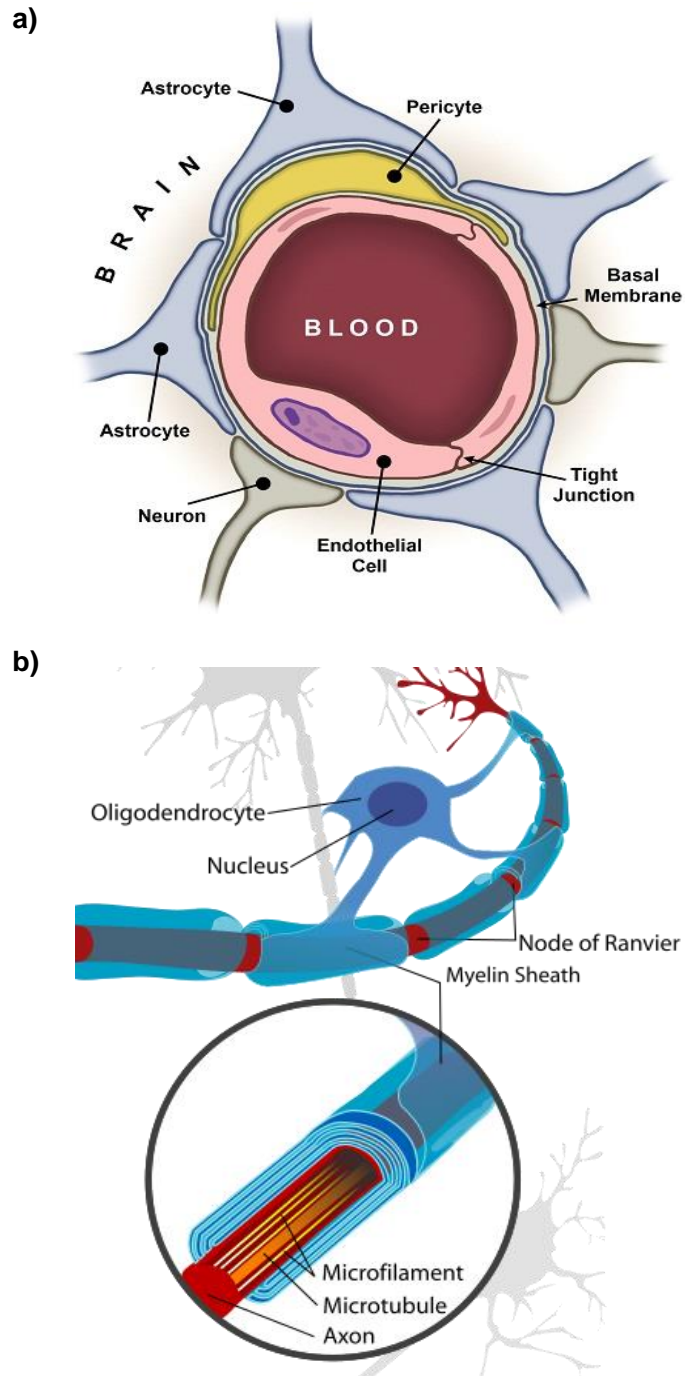 a)
Astrocyte
Pericyte
BRAIN
Basal
Membrane
BLOOD
Astrocyte
Tight
Junction
Neuron
Endothelial
Cell
b)
Oligodendrocyte
Nucleus
Node of Ranvier
Myelin Sheath
Microfilament
Microtubule
Axon